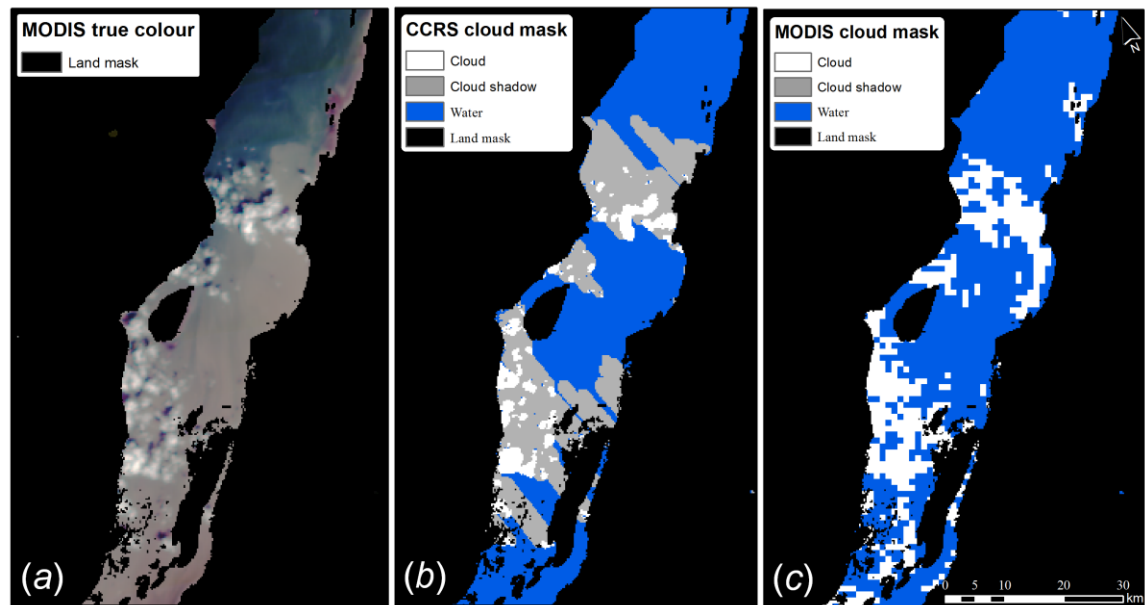 MODIS true colour
Land mask
(a)
CCRS cloud mask
Cloud
Cloud shadow
Water
Land mask
(b)
MODIS cloud mask
Cloud
Cloud shadow
Water
Land mask
N
(c)
0 5 10 20 30
km